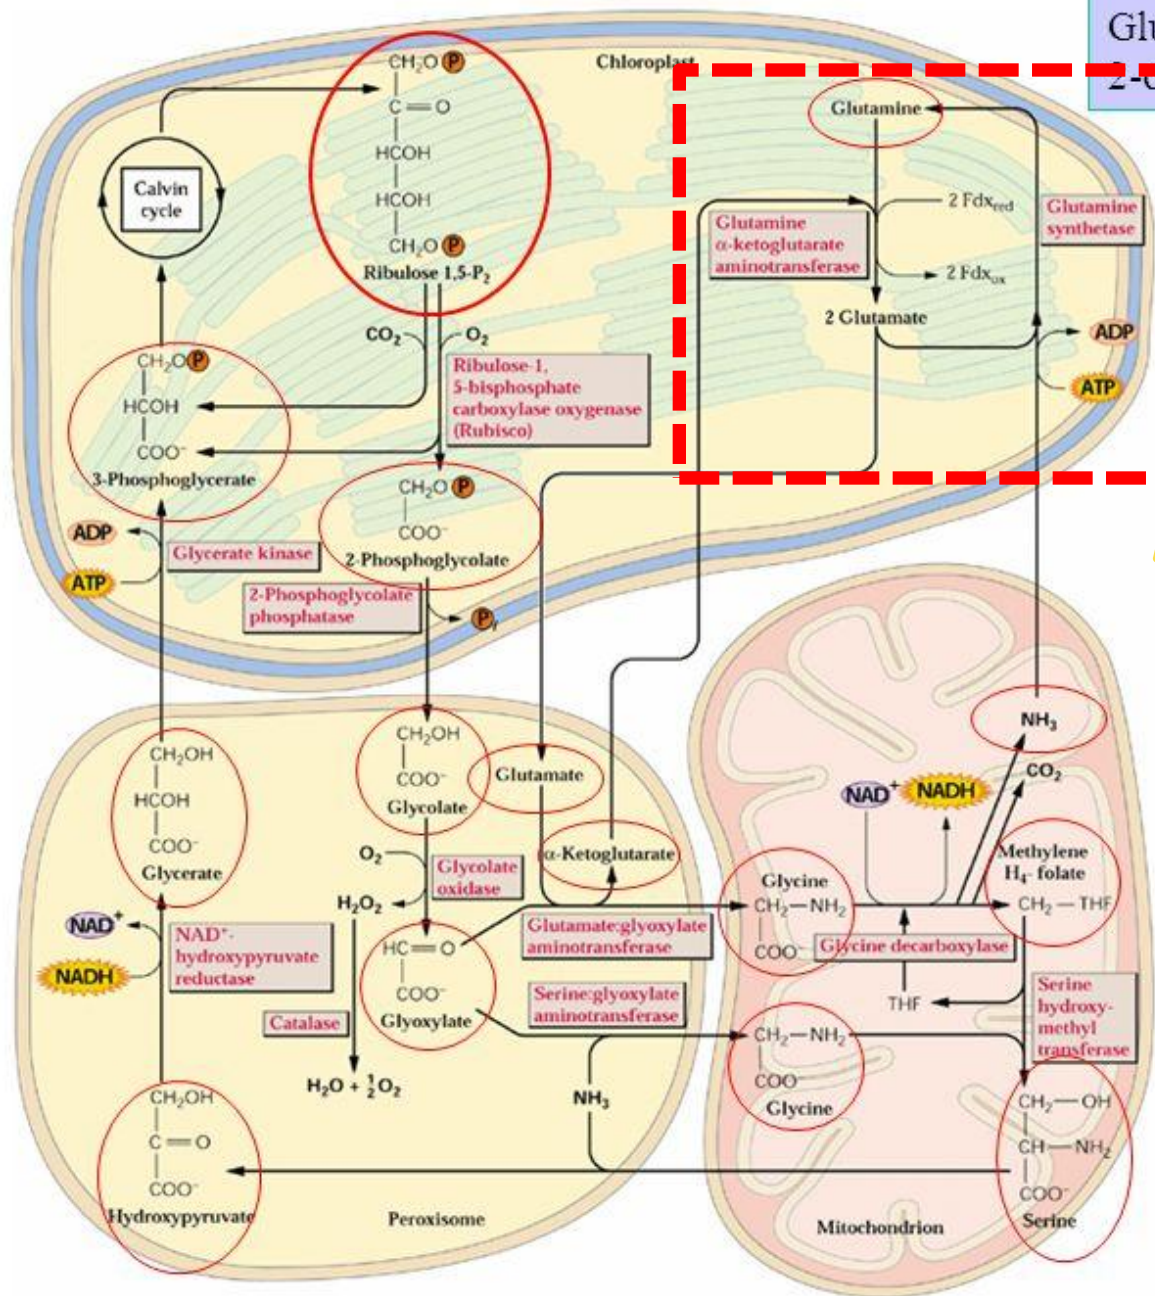 Glu
2-
Chloroplast
CH₂O P
C=O
HCOH
HCOH
CH₂O P
Ribulose 1,5-P₂
Calvin
cycle
CO₂
O₂
Ribulose-1,
5-bisphosphate
carboxylase oxygenase
(Rubisco)
CH₂O P
HCOH
COO⁻
3-Phosphoglycerate
CH₂O P
COO⁻
2-Phosphoglycolate
ADP
ATP
Glycerate kinase
2-Phosphoglycolate
phosphatase
Pᵢ
Glutamine
Glutamine
α-ketoglutarate
aminotransferase
2 Fdx_red
2 Fdx_ox
Glutamine
synthetase
2 Glutamate
ADP
ATP
CH₂OH
HCOH
COO⁻
Glycerate
CH₂OH
COO⁻
Glycolate
Glutamate
α-Ketoglutarate
O₂
H₂O₂
Glycolate
oxidase
NAD⁺
NADH
NAD⁺-
hydroxypyruvate
reductase
HC=O
COO⁻
Glyoxylate
Catalase
H₂O + ½O₂
Glutamate:glyoxylate
aminotransferase
Serine:glyoxylate
aminotransferase
NH₃
CH₂OH
C=O
COO⁻
Hydroxypyruvate
Peroxisome
NH₃
CO₂
NAD⁺
NADH
Glycine
CH₂—NH₂
COO⁻
Methylene
H₄- folate
CH₂—THF
Glycine decarboxylase
THF
Serine
hydroxy-
methyl
transferase
CH₂—NH₂
COO⁻
Glycine
CH₂—OH
CH—NH₂
COO⁻
Serine
Mitochondrion